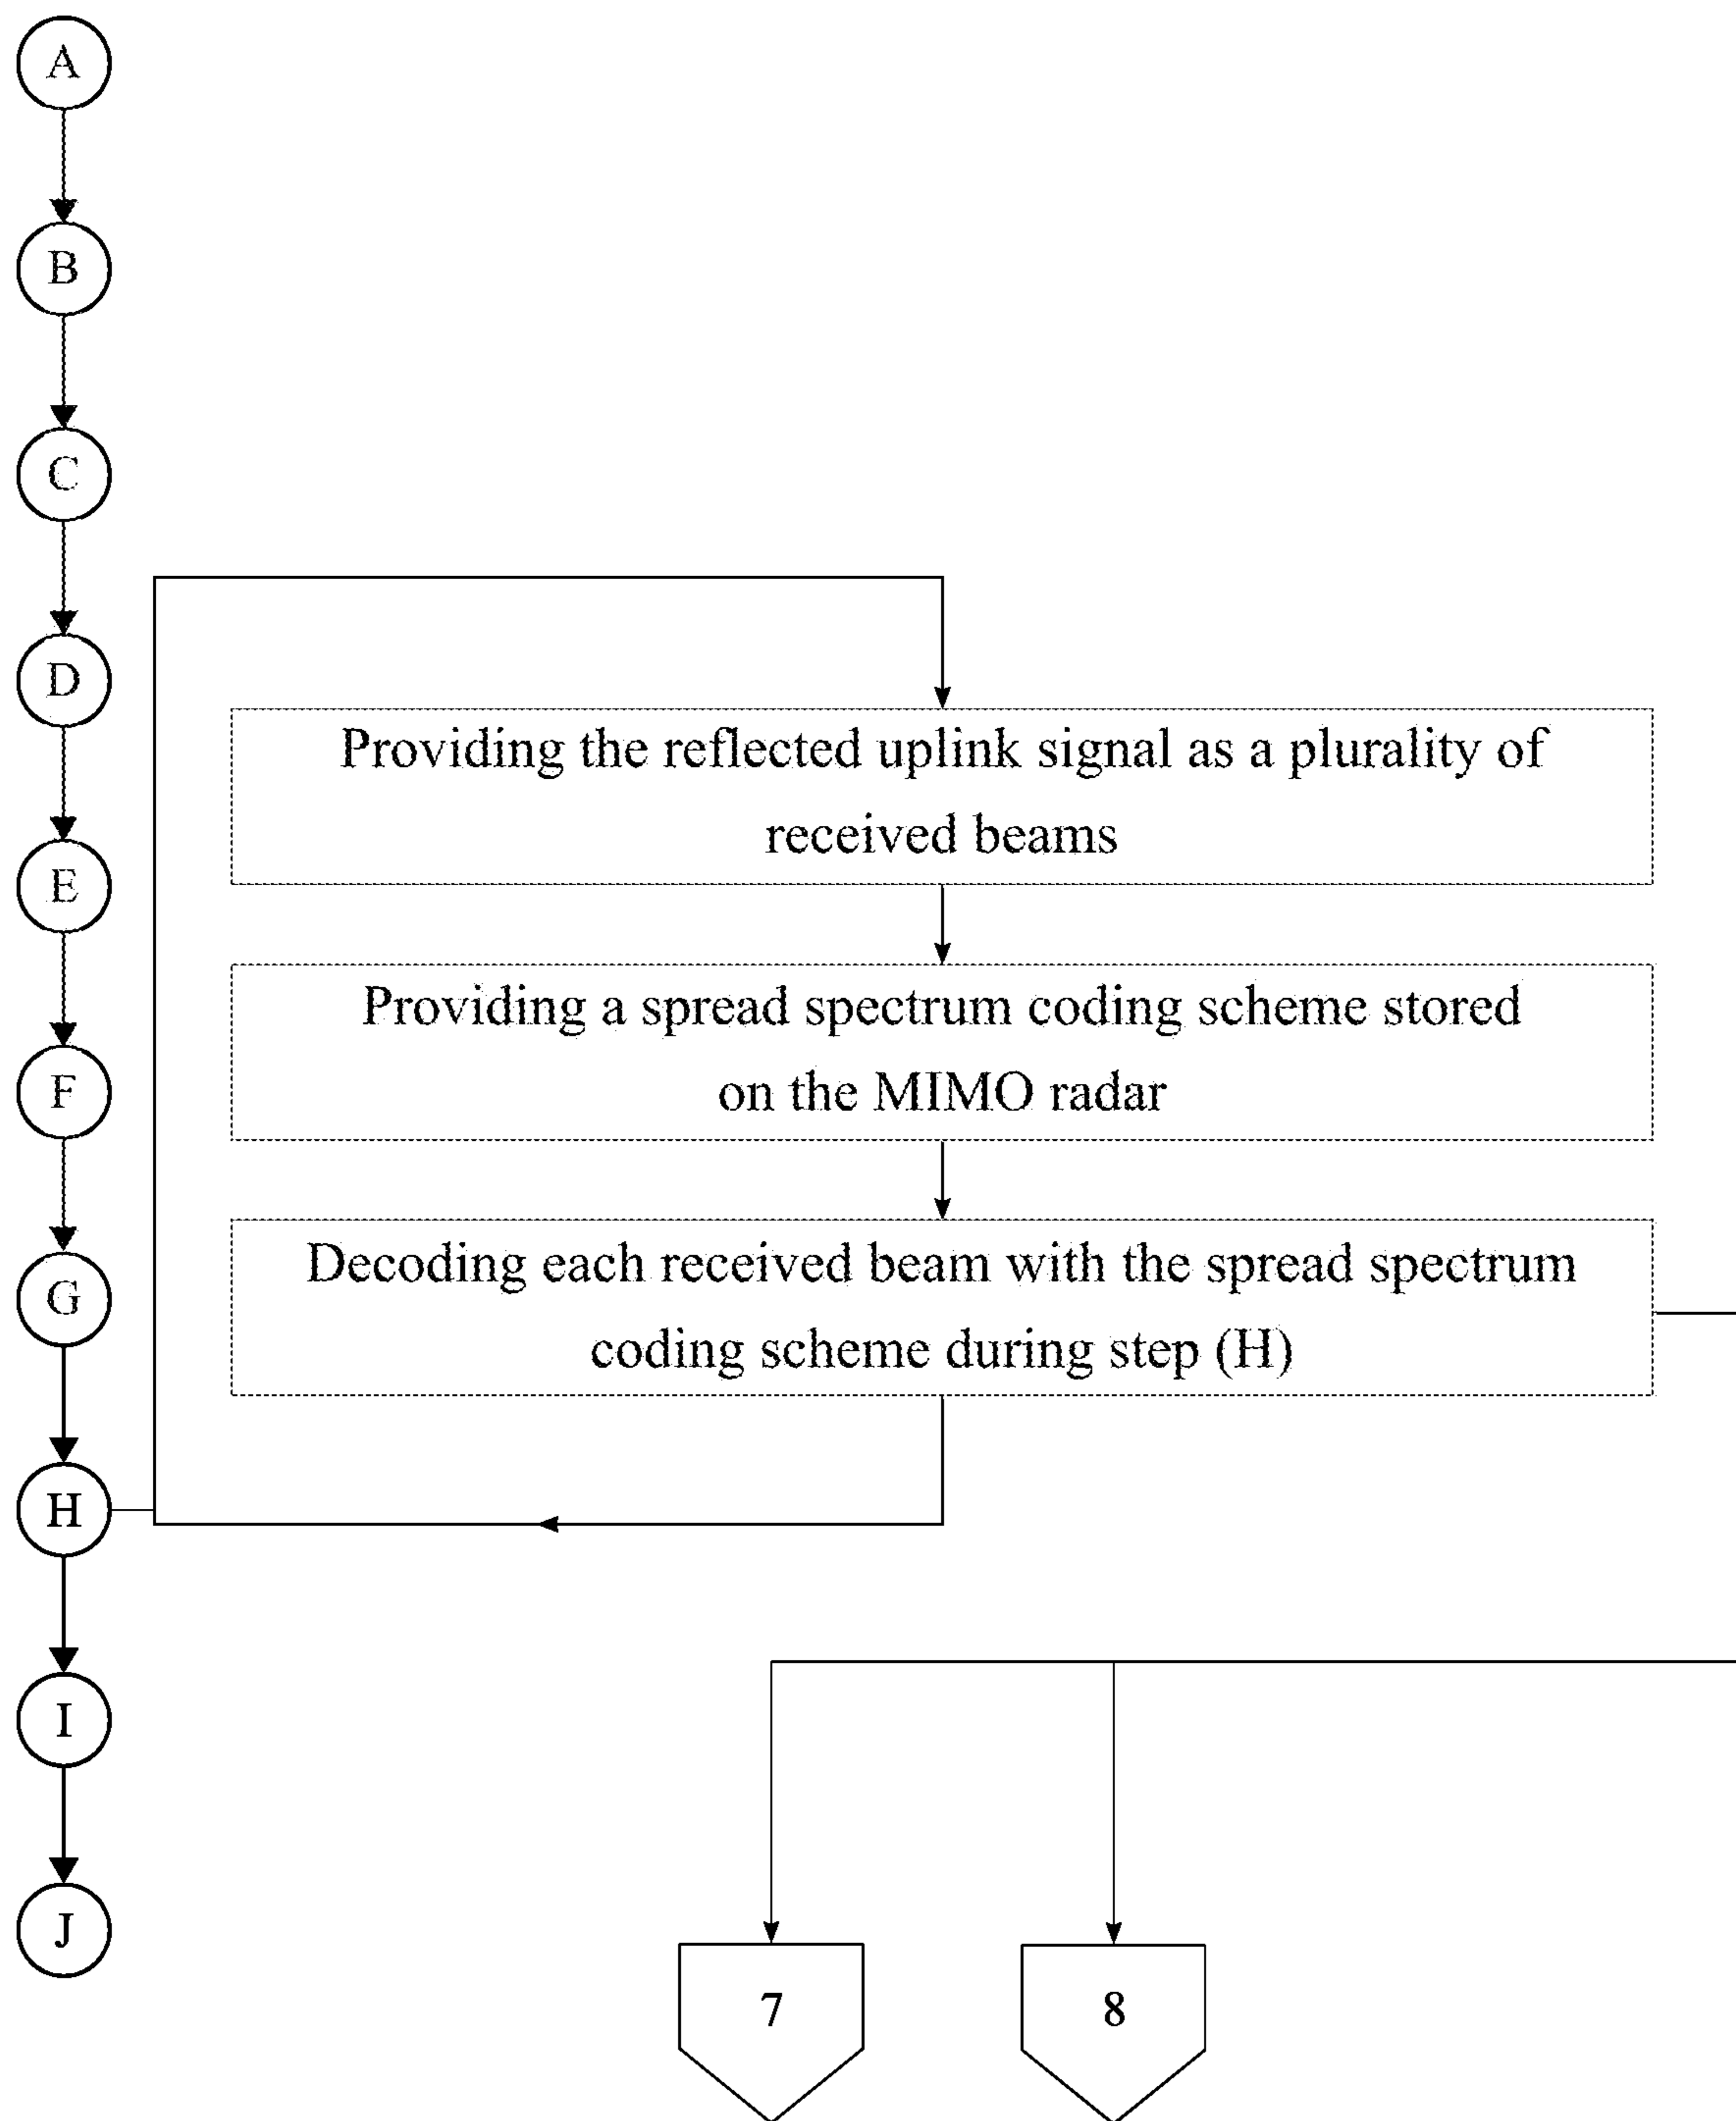 A
B
C
D
Providing the reflected uplink signal as a plurality of
received beams
E
Providing a spread spectrum coding scheme stored
on the MIMO radar
F
Decoding each received beam with the spread spectrum
coding scheme during step (H)
G
H
I
J
7
8